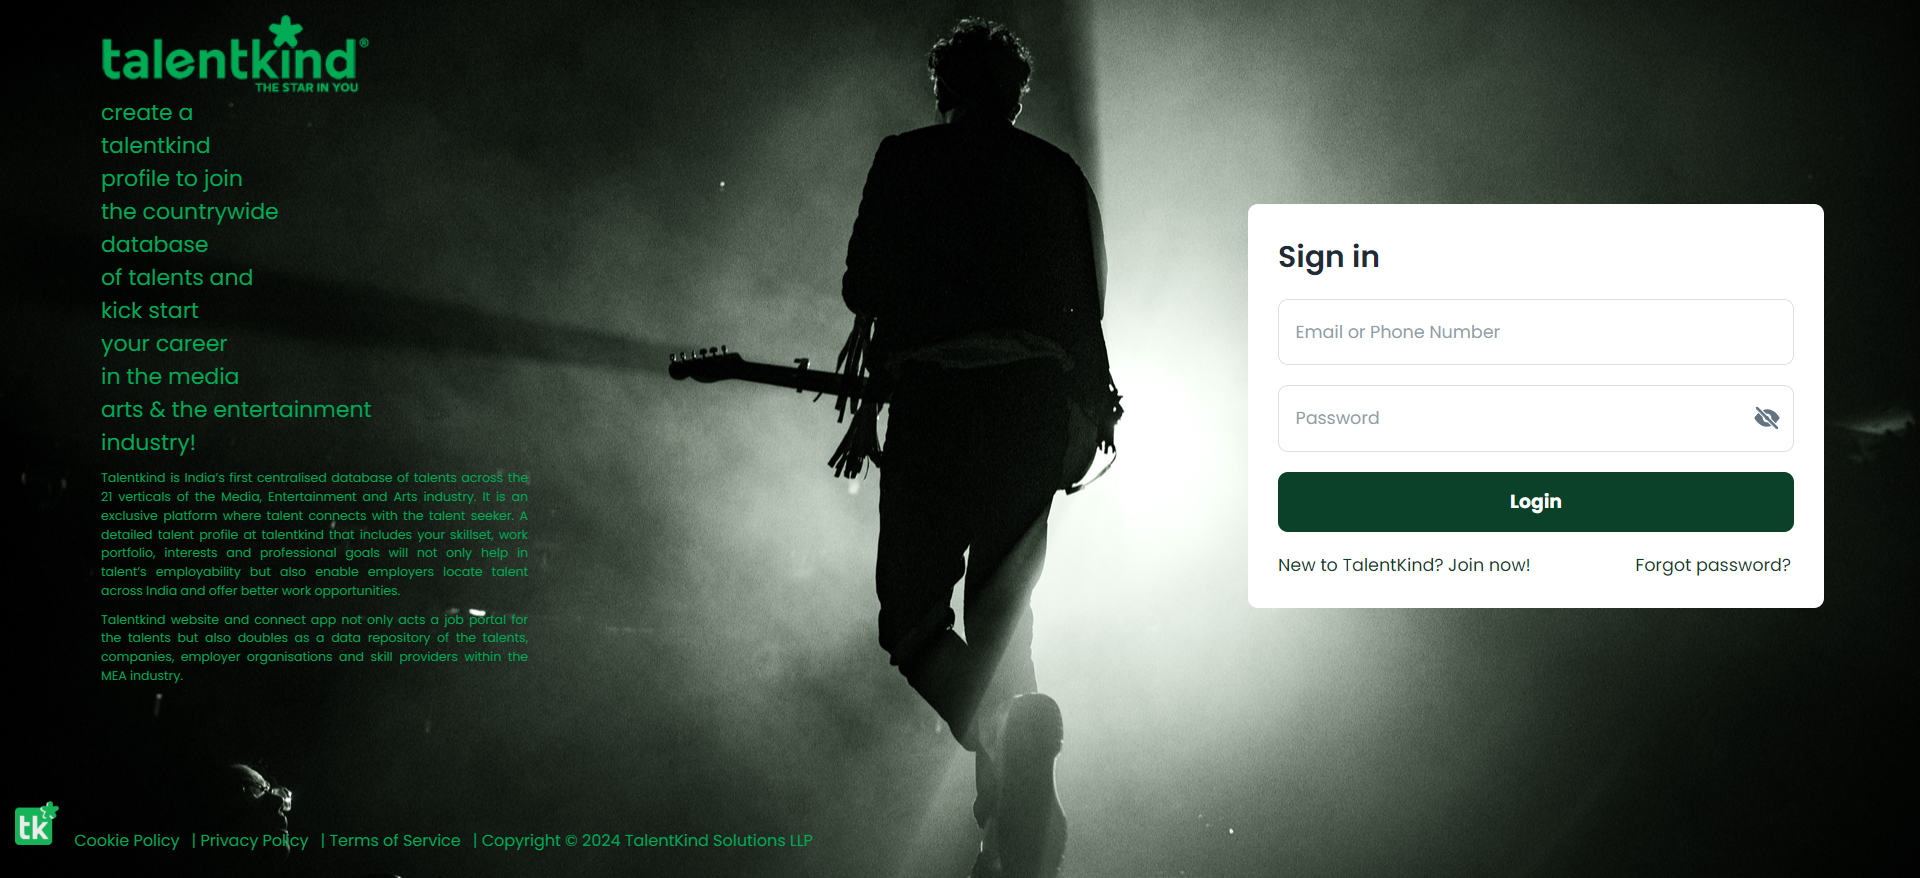 talentkind®
THE STAR IN YOU
create a
talentkind
profile to join
the countrywide
database
of talents and
kick start
your career
in the media
arts & the entertainment
industry!
Talentkind is India's first centralised database of talents across the
21 verticals of the Media, Entertainment and Arts industry. It is an
exclusive platform where talent connects with the talent seeker. A
detailed talent profile at talentkind that includes your skillset, work
portfolio, interests and professional goals will not only help in
talent's employability but also enable employers locate talent
across India and offer better work opportunities.
Talentkind website and connect app not only acts a job portal for
the talents but also doubles as a data repository of the talents,
companies, employer organisations and skill providers within the
MEA industry.
Sign in
Email or Phone Number
Password
Login
New to TalentKind? Join now! Forgot password?
tk
Cookie Policy | Privacy Policy | Terms of Service | Copyright © 2024 TalentKind Solutions LLP